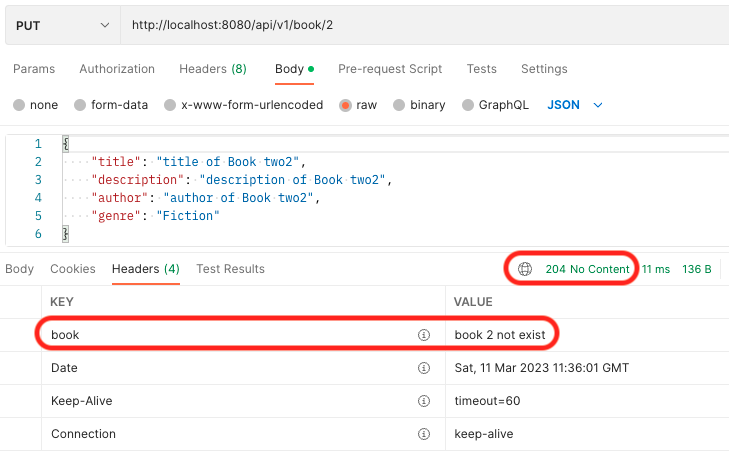 PUT http://localhost:8080/api/v1/book/2
Params Authorization Headers (8) Body Pre-request Script Tests Settings
none form-data x-www-form-urlencoded raw binary GraphQL JSON
1 {
2 "title": "title of Book two2",
3 "description": "description of Book two2",
4 "author": "author of Book two2",
5 "genre": "Fiction"
6 }
Body Cookies Headers (4) Test Results 204 No Content 11 ms 136 B
KEY VALUE
book book 2 not exist
Date Sat, 11 Mar 2023 11:36:01 GMT
Keep-Alive timeout=60
Connection keep-alive